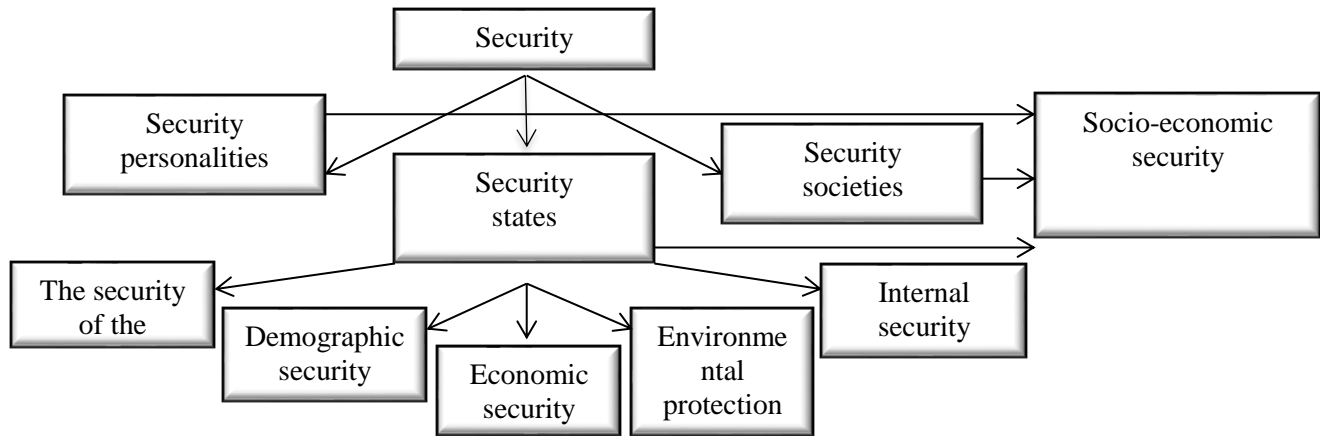 Security
Security
personalities
Security
states
Security
societies
Socio-economic
security
The security
of the
Demographic
security
Economic
security
Environme
ntal
protection
Internal
security